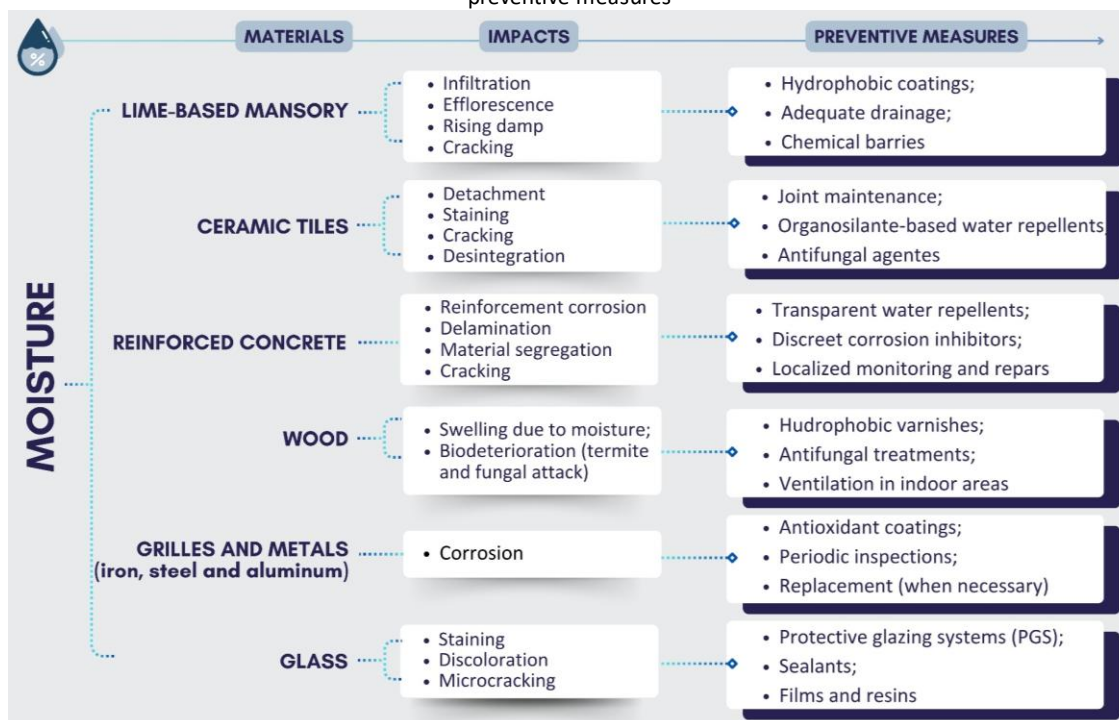 preventive measures
%
MATERIALS
IMPACTS
PREVENTIVE MEASURES
MOISTURE
LIME-BASED MANSORY
• Infiltration
• Efflorescence
• Rising damp
• Cracking
• Hydrophobic coatings;
• Adequate drainage;
• Chemical barries
CERAMIC TILES
• Detachment
• Staining
• Cracking
• Desintegration
• Joint maintenance;
• Organosilante-based water repellents;
• Antifungal agentes
REINFORCED CONCRETE
• Reinforcement corrosion
• Delamination
• Material segregation
• Cracking
• Transparent water repellents;
• Discreet corrosion inhibitors;
• Localized monitoring and repars
WOOD
• Swelling due to moisture;
• Biodeterioration (termite
and fungal attack)
• Hudrophobic varnishes;
• Antifungal treatments;
• Ventilation in indoor areas
GRILLES AND METALS
(iron, steel and aluminum)
• Corrosion
• Antioxidant coatings;
• Periodic inspections;
• Replacement (when necessary)
GLASS
• Staining
• Discoloration
• Microcracking
• Protective glazing systems (PGS);
• Sealants;
• Films and resins